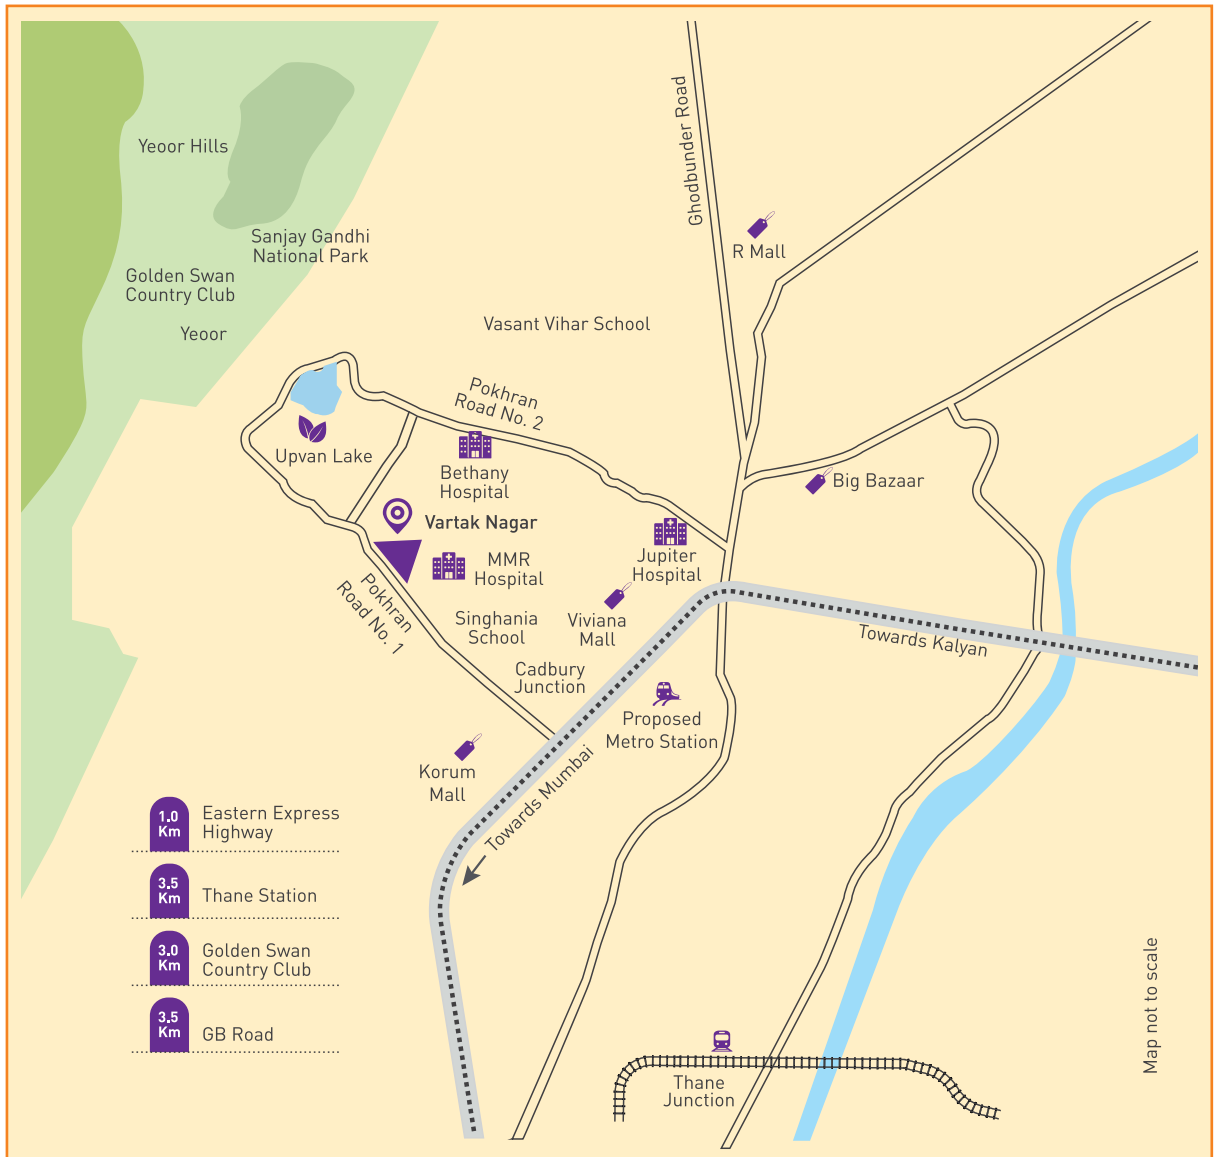 Ghodbunder Road
Yeoor Hills
R Mall
Sanjay Gandhi
National Park
Golden Swan
Country Club
Yeoor
Vasant Vihar School
Pokhran
Road No. 2
Upvan Lake
Bethany
Hospital
Big Bazaar
Vartak Nagar
MMR
Hospital
Jupiter
Hospital
Pokhran
Road No. 1
Singhania
School
Viviana
Mall
Towards Kalyan
Cadbury
Junction
Proposed
Metro Station
Korum
Mall
Towards Mumbai
1.0
Km
Eastern Express
Highway
3.5
Km
Thane Station
3.0
Km
Golden Swan
Country Club
3.5
Km
GB Road
Map not to scale
Thane
Junction